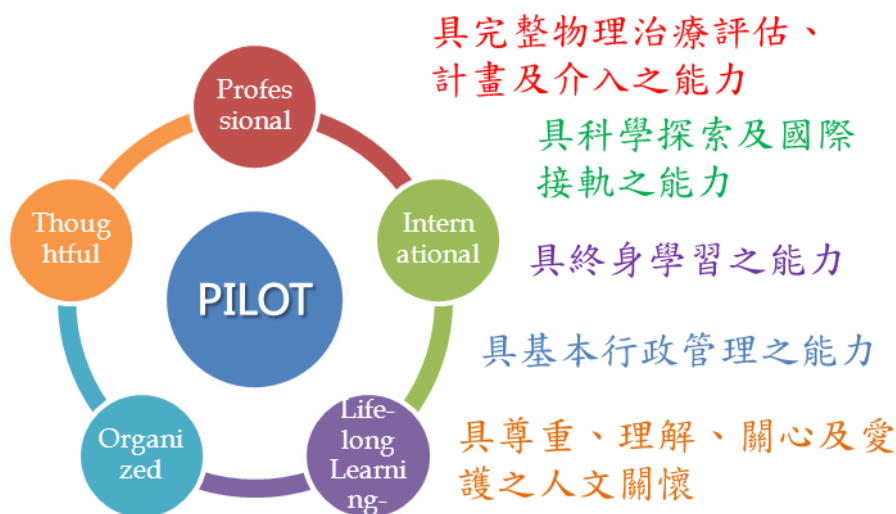 Profes
sional
Intern
ational
Life-
long
Learni
ng-
Organi
zed
Thoug
htful
PILOT
具完整物理治療評估、
計畫及介入之能力
具科學探索及國際
接軌之能力
具終身學習之能力
具基本行政管理之能力
具尊重、理解、關心及愛
護之人文關懷